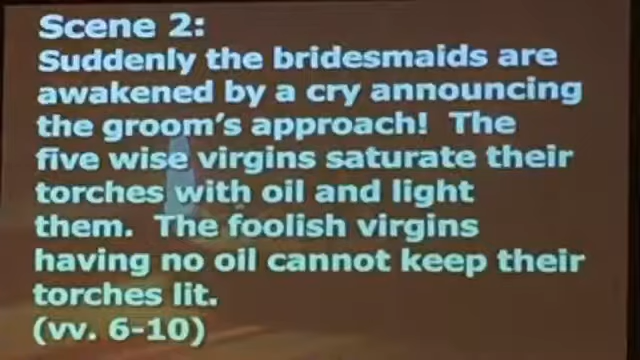 Scene 2:
Suddenly the bridesmaids are
awakened by a cry announcing
the groom's approach!  The
five wise virgins saturate their
torches with oil and light
them.  The foolish virgins
having no oil cannot keep their
torches lit.
(vv. 6-10)